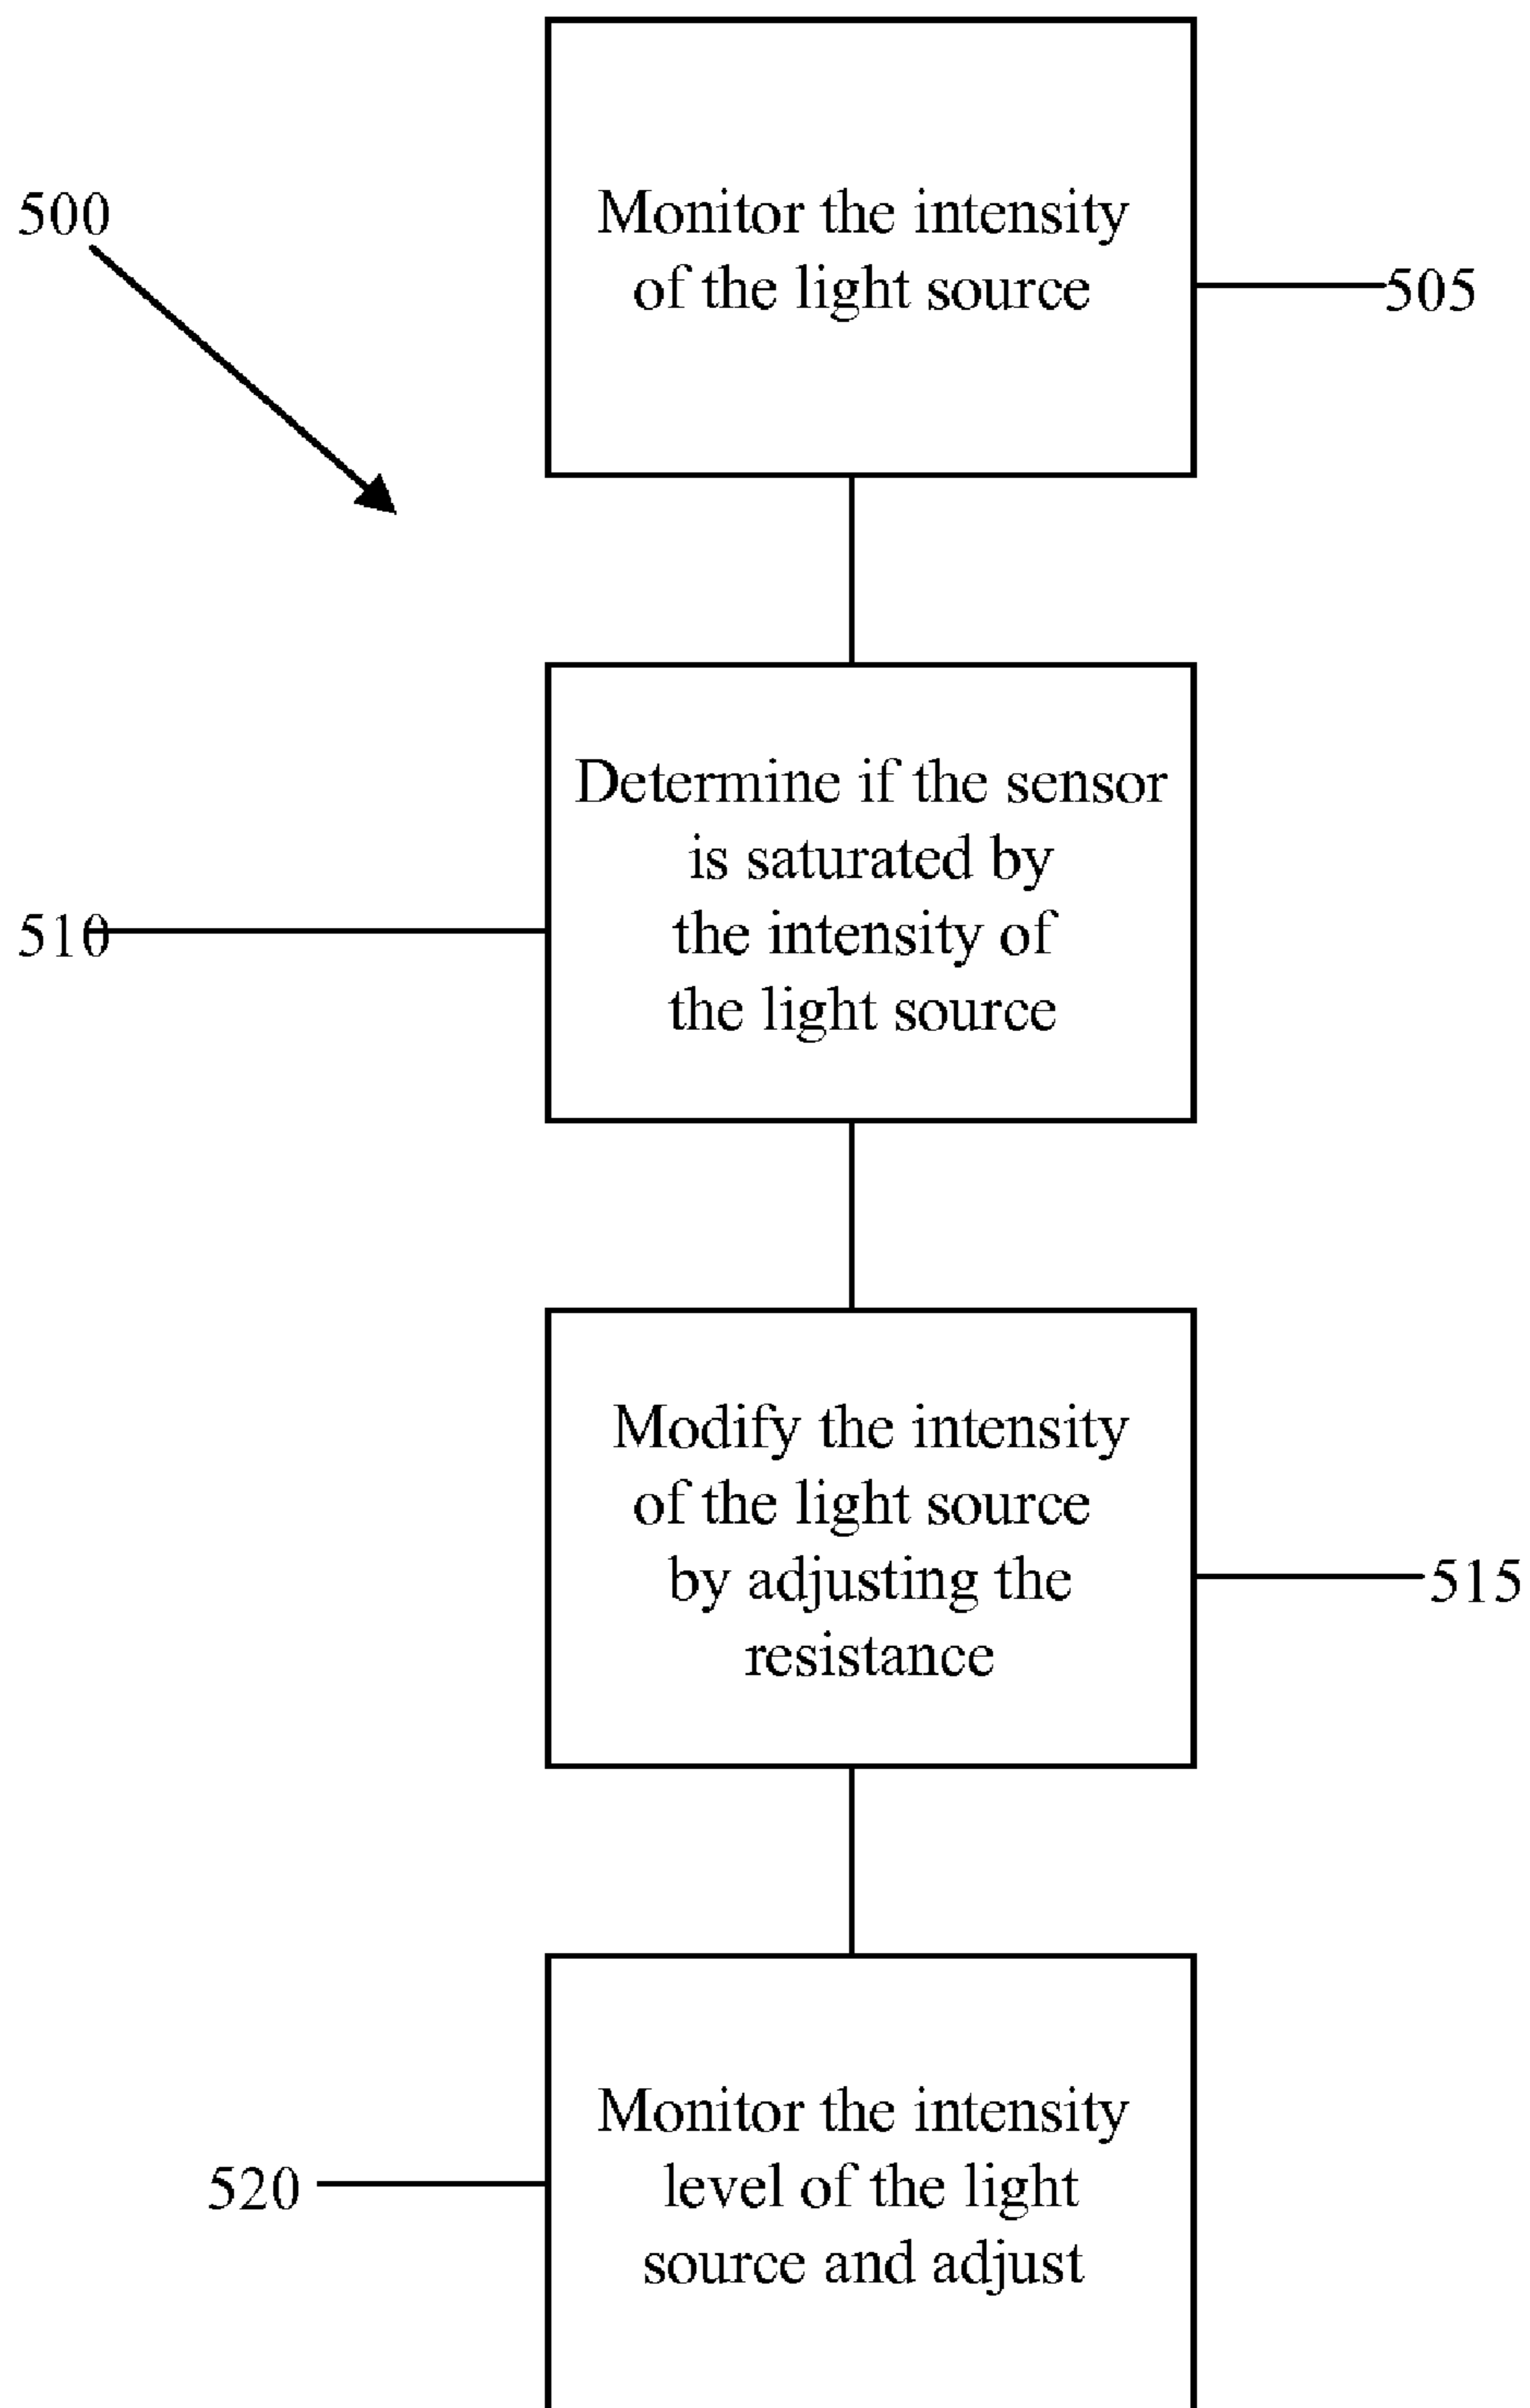 500
Monitor the intensity
of the light source
505
Determine if the sensor
is saturated by
the intensity of
the light source
510
Modify the intensity
of the light source
by adjusting the
resistance
515
Monitor the intensity
level of the light
source and adjust
520